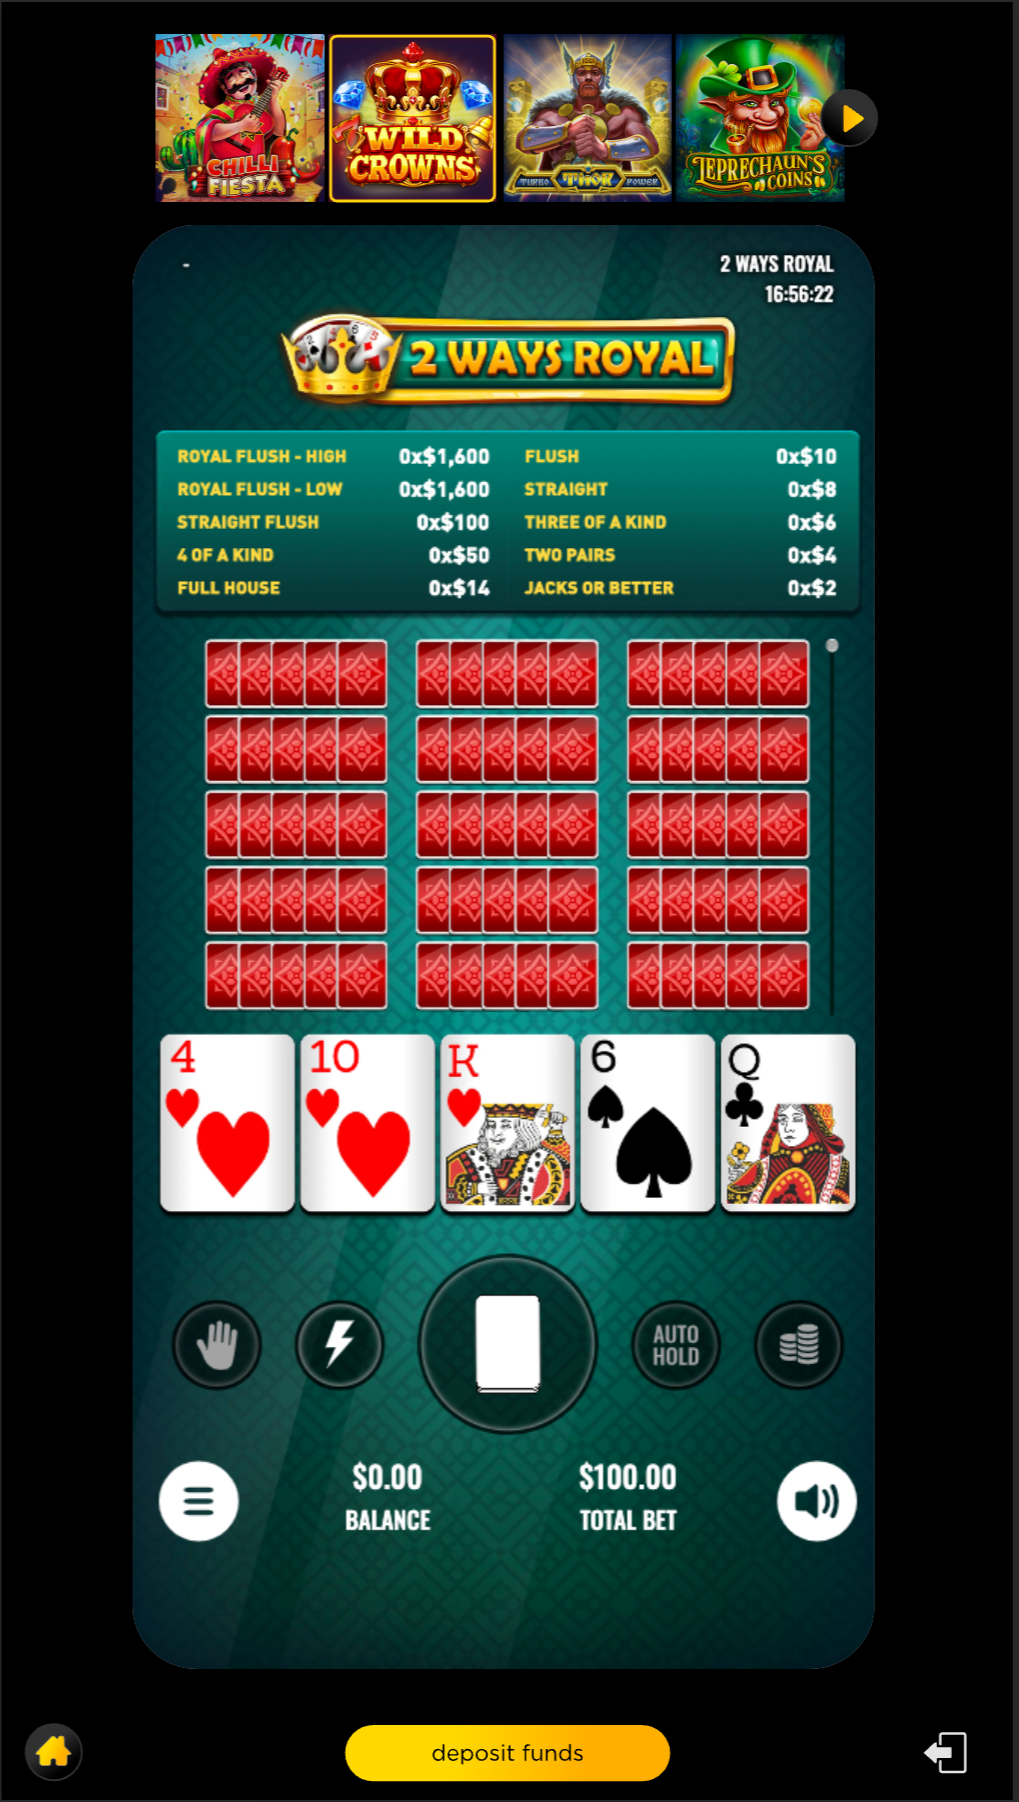 CHILLI
FIESTA
WILD
CROWNS
TURBO THOR POWER
LEPRECHAUN'S
COINS
-
2 WAYS ROYAL
16:56:22
2 WAYS ROYAL
ROYAL FLUSH - HIGH 0x$1,600 FLUSH 0x$10
ROYAL FLUSH - LOW 0x$1,600 STRAIGHT 0x$8
STRAIGHT FLUSH 0x$100 THREE OF A KIND 0x$6
4 OF A KIND 0x$50 TWO PAIRS 0x$4
FULL HOUSE 0x$14 JACKS OR BETTER 0x$2
4 10 K 6 Q
AUTO
HOLD
$0.00 $100.00
BALANCE TOTAL BET
deposit funds